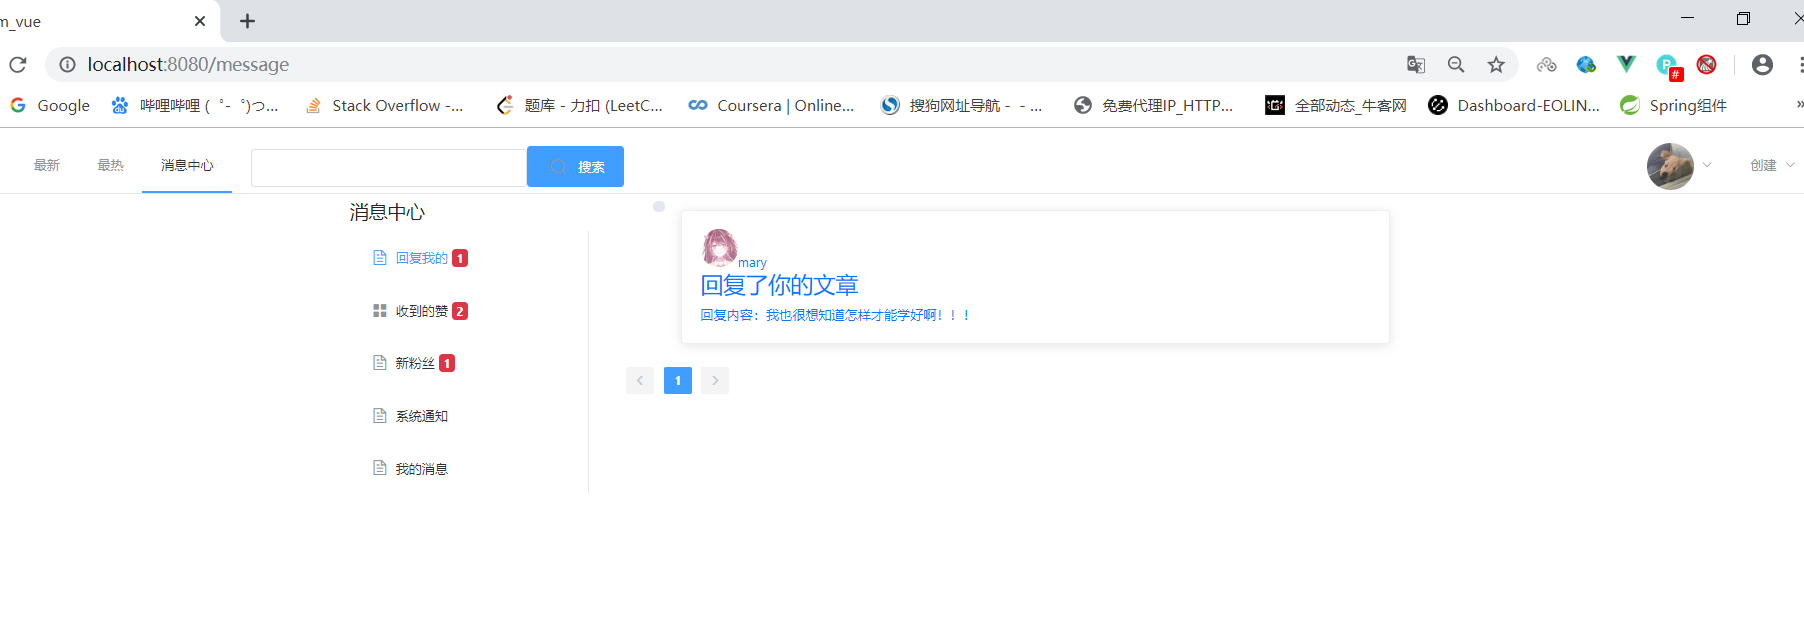 m_vue
localhost:8080/message
Google 哔哩哔哩 ( ゜- ゜)つ... Stack Overflow -... 题库 - 力扣 (LeetC... Coursera | Online... 搜狗网址导航 - - ... 免费代理IP_HTTP... 全部动态_牛客网 Dashboard-EOLIN... Spring组件 »
最新 最热 消息中心 搜索 创建
消息中心
回复我的 1
收到的赞 2
新粉丝 1
系统通知
我的消息
mary
回复了你的文章
回复内容：我也很想知道怎样才能学好啊！！！
1